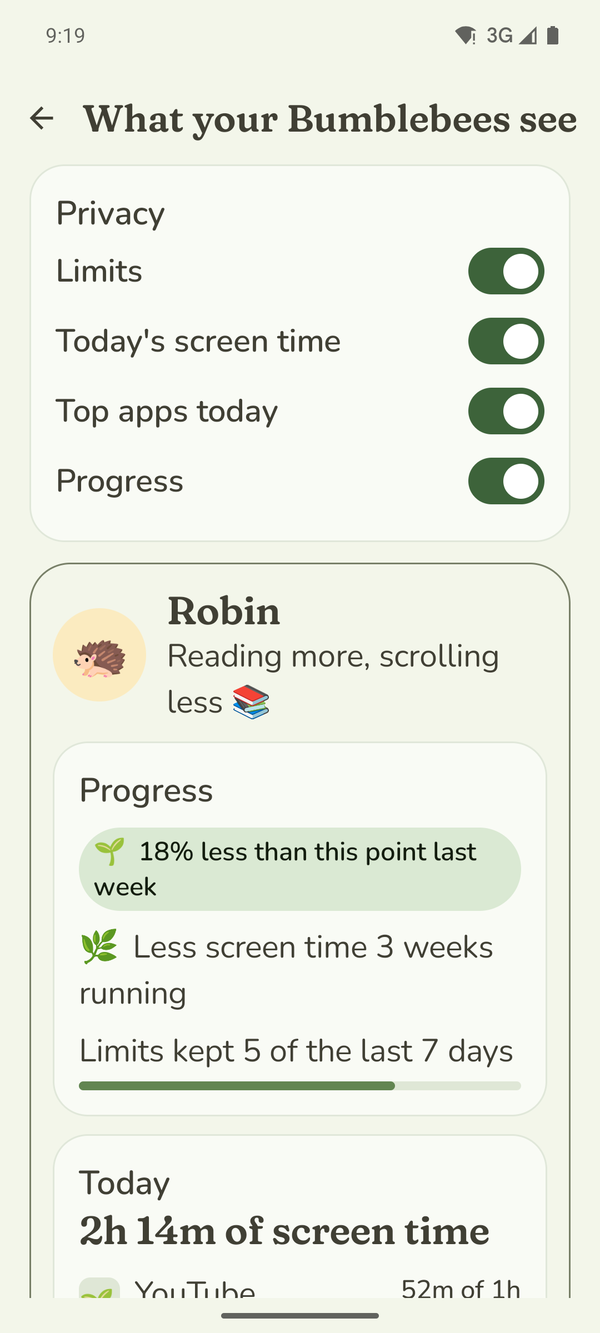 9:19
3G
What your Bumblebees see
Privacy
Limits
Today's screen time
Top apps today
Progress
Robin
Reading more, scrolling
less 📚
Progress
🌱 18% less than this point last
week
🌿 Less screen time 3 weeks
running
Limits kept 5 of the last 7 days
Today
2h 14m of screen time
YouTube 52m of 1h